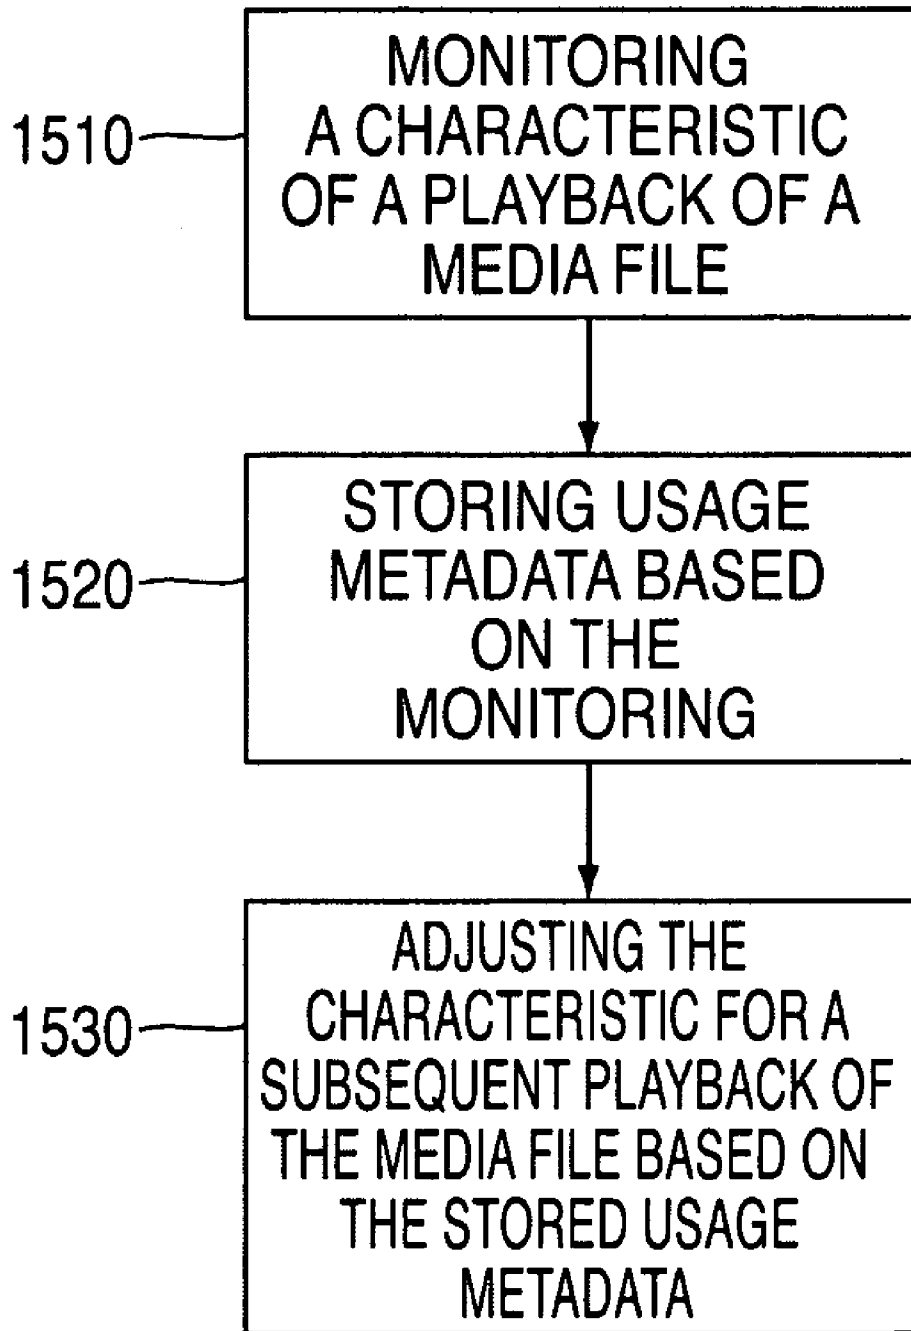 1510
MONITORING
A CHARACTERISTIC
OF A PLAYBACK OF A
MEDIA FILE
1520
STORING USAGE
METADATA BASED
ON THE
MONITORING
1530
ADJUSTING THE
CHARACTERISTIC FOR A
SUBSEQUENT PLAYBACK OF
THE MEDIA FILE BASED ON
THE STORED USAGE
METADATA